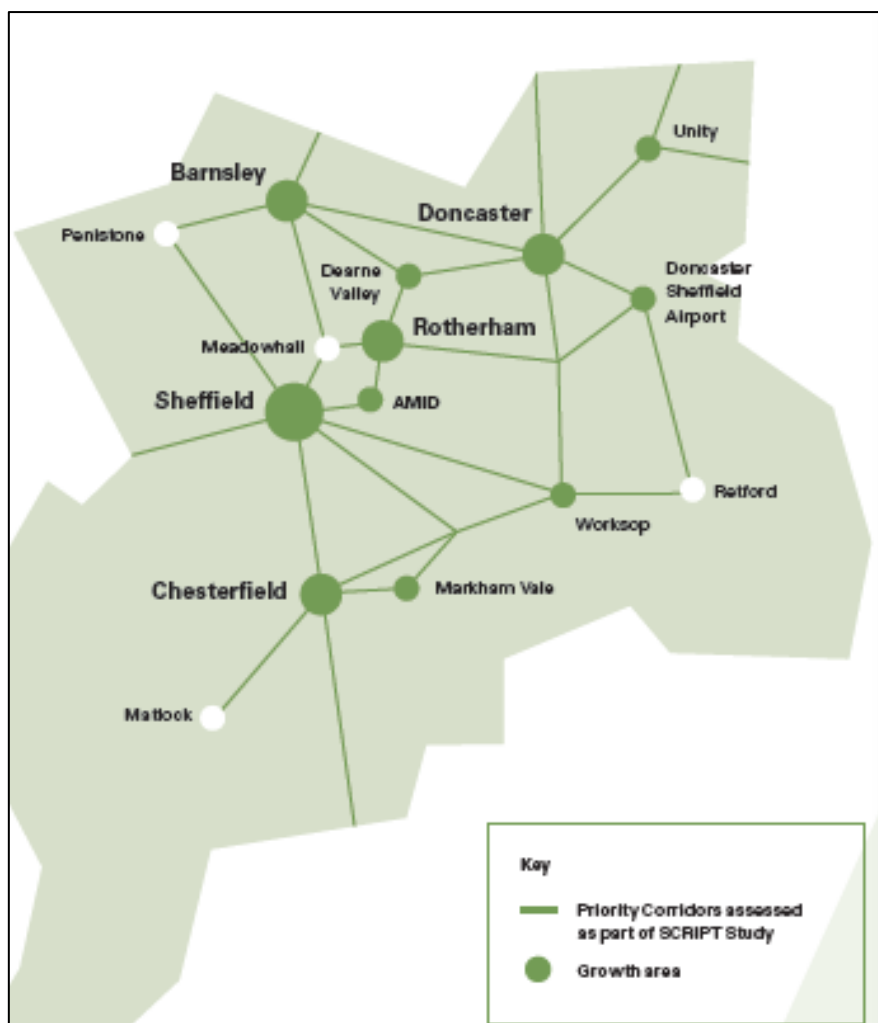 Unity
Barnsley
Doncaster
Penistone
Dearne
Valley
Doncaster
Sheffield
Airport
Rotherham
Meadowhall
Sheffield
AMID
Retford
Worksop
Chesterfield
Markham Vale
Matlock
Key
Priority Corridors assessed
as part of SCRIPT Study
Growth area